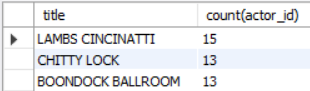 title count(actor_id)
LAMBS CINCINATTI 15
CHITTY LOCK 13
BOONDOCK BALLROOM 13